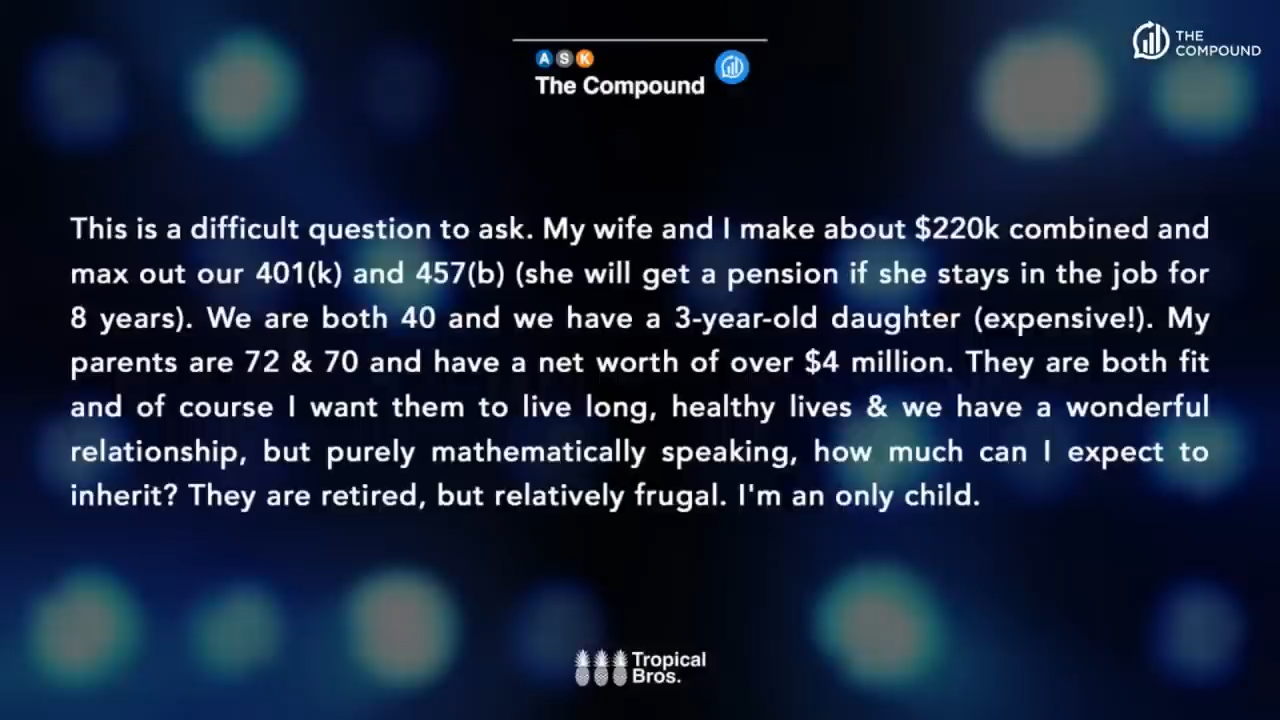 THE
COMPOUND
ASK
The Compound
This is a difficult question to ask. My wife and I make about $220k combined and
max out our 401(k) and 457(b) (she will get a pension if she stays in the job for
8 years). We are both 40 and we have a 3-year-old daughter (expensive!). My
parents are 72 & 70 and have a net worth of over $4 million. They are both fit
and of course I want them to live long, healthy lives & we have a wonderful
relationship, but purely mathematically speaking, how much can I expect to
inherit? They are retired, but relatively frugal. I'm an only child.
Tropical
Bros.